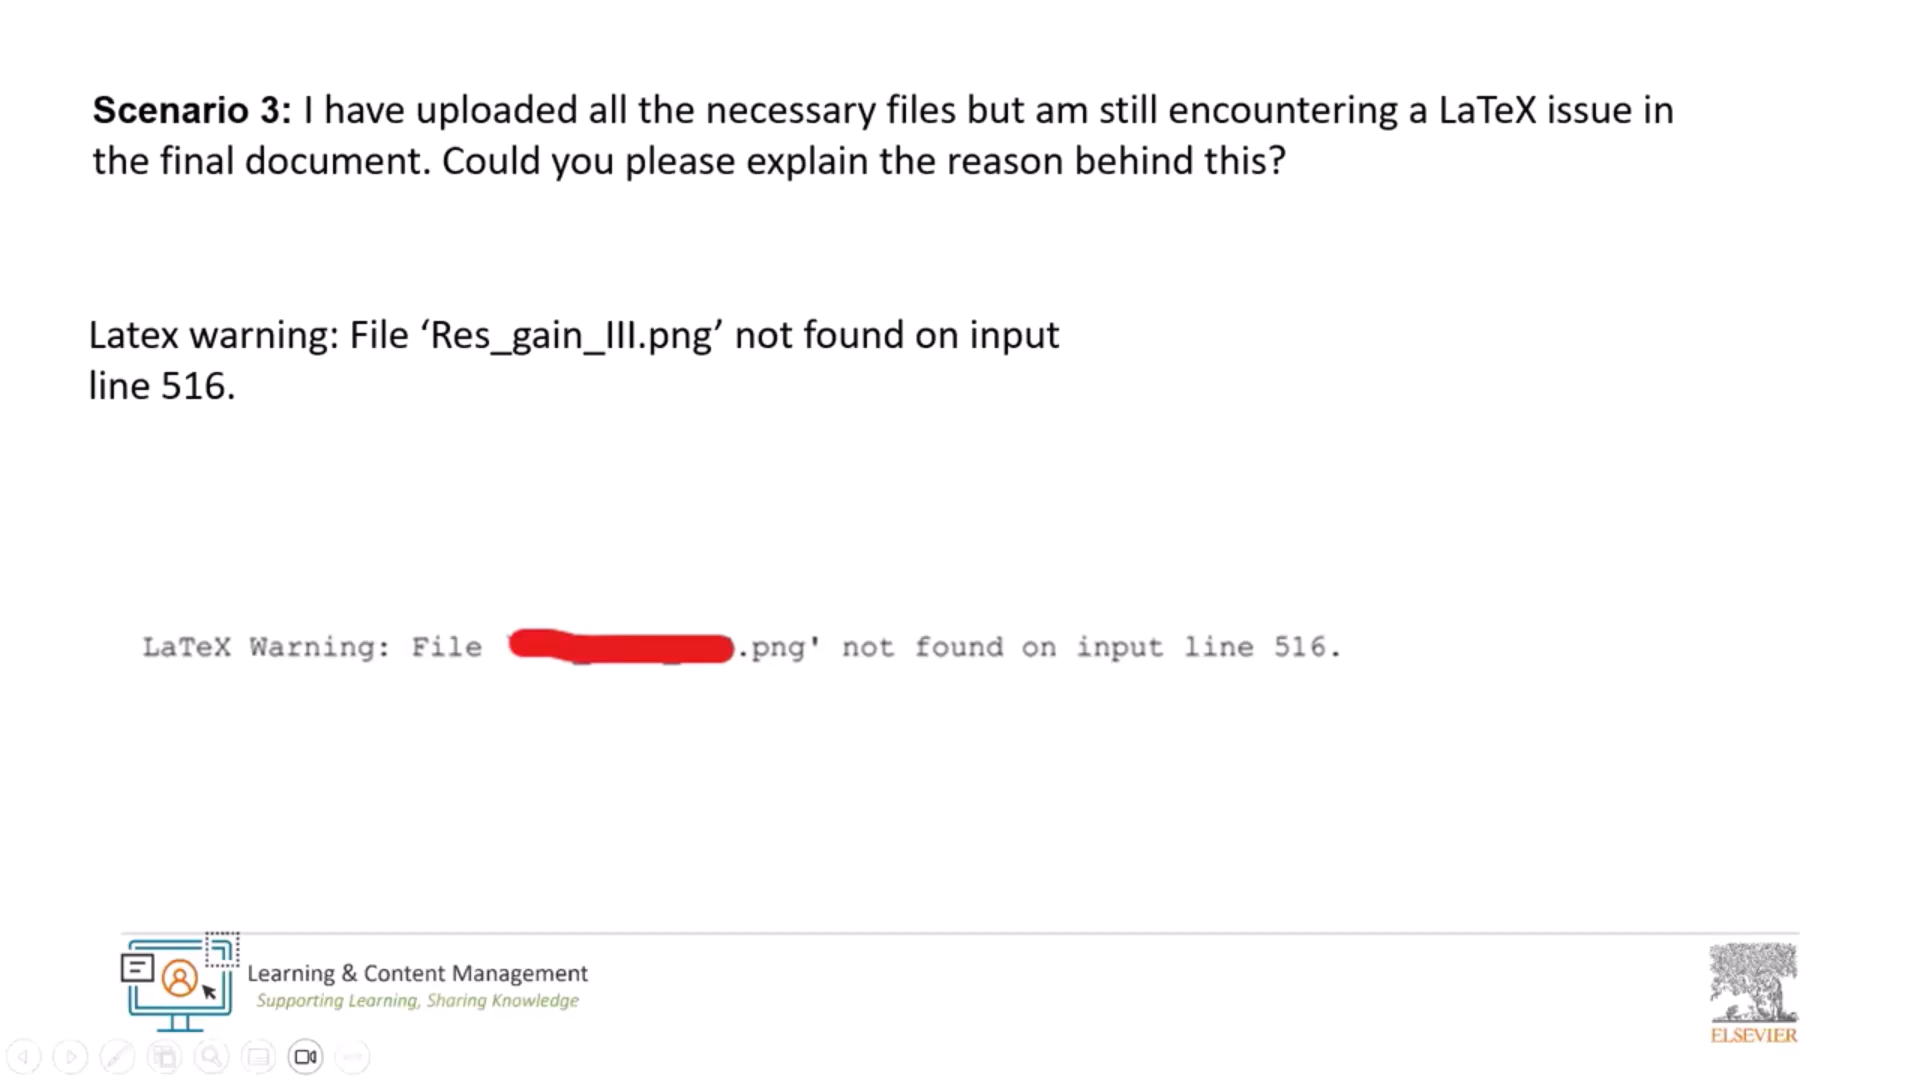 Scenario 3: I have uploaded all the necessary files but am still encountering a LaTeX issue in
the final document. Could you please explain the reason behind this?
Latex warning: File ‘Res_gain_III.png’ not found on input
line 516.
LaTeX Warning: File .png' not found on input line 516.
Learning & Content Management
Supporting Learning, Sharing Knowledge
ELSEVIER